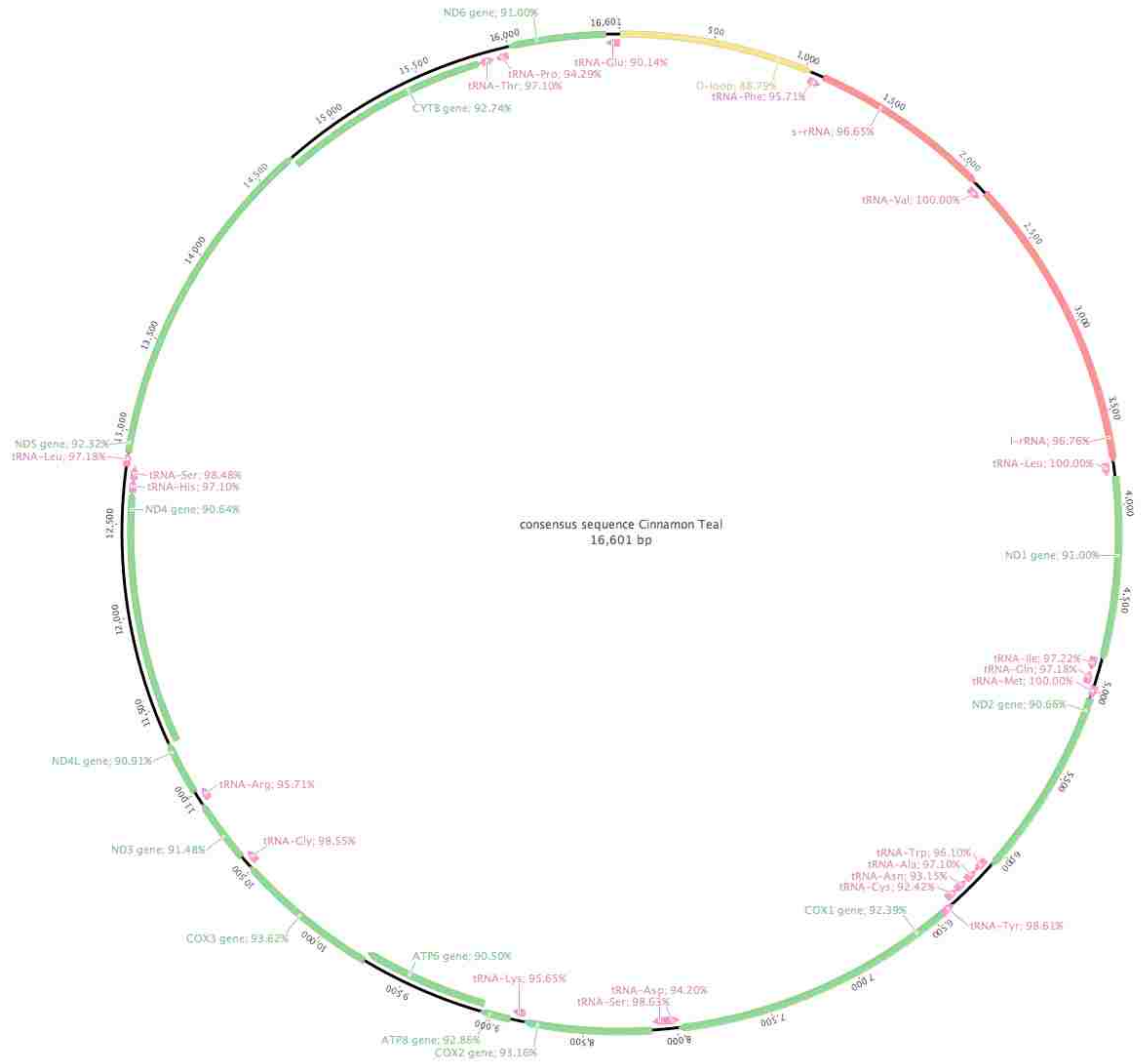 ND6 gene; 91.00%
16,601
16,000
500
15,500
tRNA-Glu; 90.14%
1,000
tRNA-Pro; 94.29%
tRNA-Thr; 97.10%
D-loop; 88.79%
tRNA-Phe; 95.71%
CYTB gene; 92.74%
1,500
15,000
s-rRNA; 96.65%
2,000
14,500
tRNA-Val; 100.00%
2,500
14,000
3,000
13,500
3,500
13,000
ND5 gene; 92.32%
l-rRNA; 96.76%
tRNA-Leu; 97.18%
tRNA-Leu; 100.00%
tRNA-Ser; 98.48%
tRNA-His; 97.10%
4,000
ND4 gene; 90.64%
12,500
consensus sequence Cinnamon Teal
16,601 bp
ND1 gene; 91.00%
4,500
12,000
tRNA-Ile; 97.22%
tRNA-Gln; 97.18%
tRNA-Met; 100.00%
5,000
ND2 gene; 90.66%
11,500
ND4L gene; 90.91%
5,500
tRNA-Arg; 95.71%
11,000
tRNA-Gly; 98.55%
ND3 gene; 91.48%
tRNA-Trp; 96.10%
6,000
tRNA-Ala; 97.10%
10,500
tRNA-Asn; 93.15%
tRNA-Cys; 92.42%
COX1 gene; 92.39%
6,500
tRNA-Tyr; 98.61%
COX3 gene; 93.62%
10,000
ATP6 gene; 90.50%
7,000
tRNA-Lys; 95.65%
tRNA-Asp; 94.20%
9,500
tRNA-Ser; 98.63%
7,500
9,000
8,500
8,000
ATP8 gene; 92.86%
COX2 gene; 93.16%